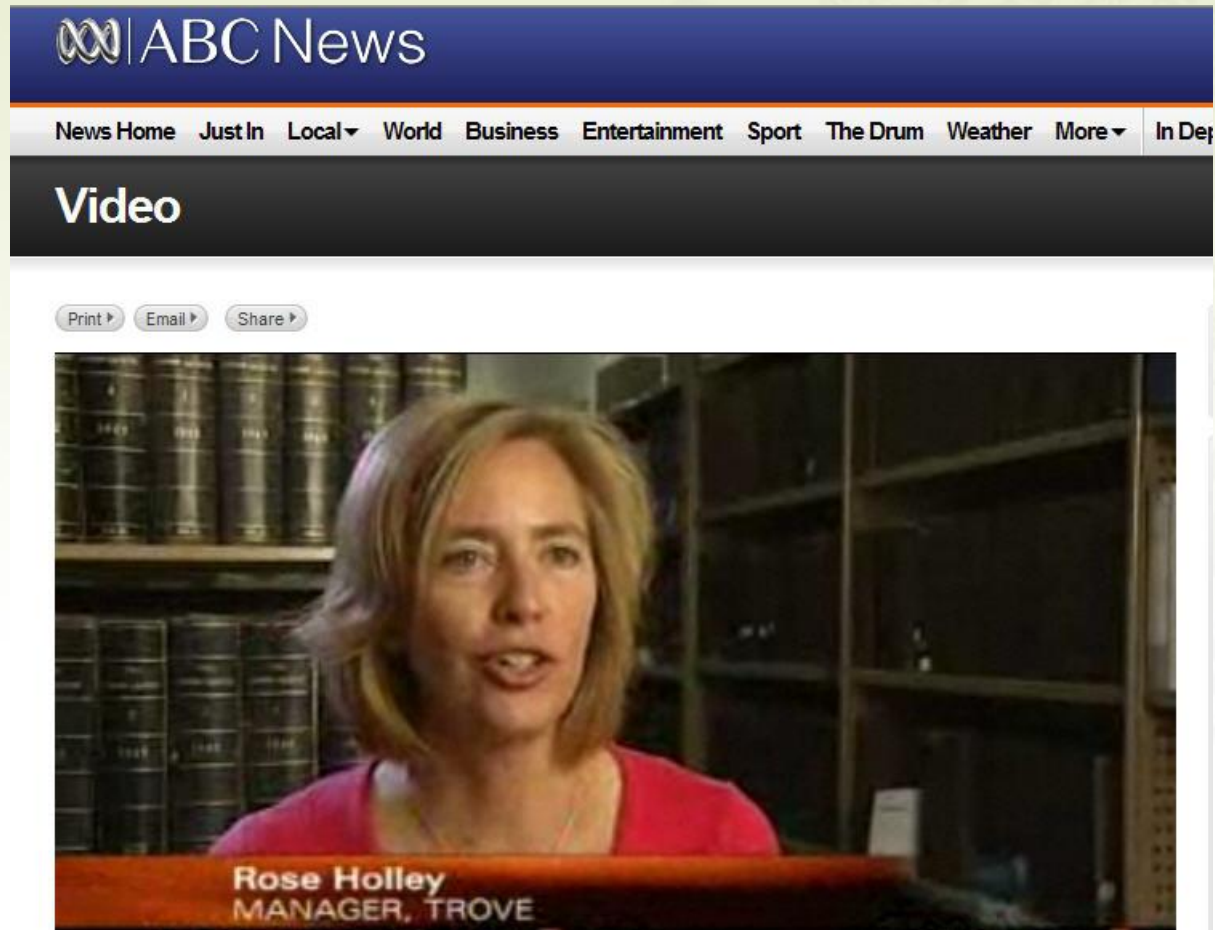 ABC News
News Home Just In Local World Business Entertainment Sport The Drum Weather More
Video
Print Email Share
Rose Holley
MANAGER, TROVE